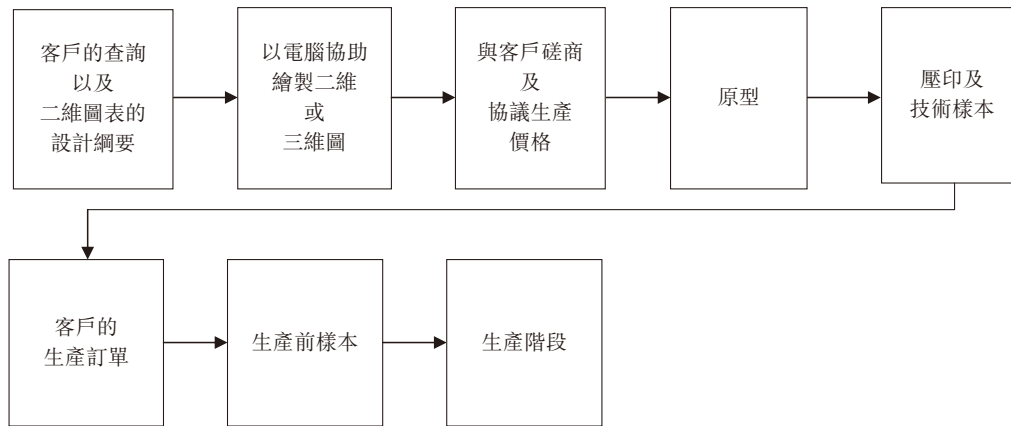 客戶的查詢
以及
二維圖表的
設計綱要
以電腦協助
繪製二維
或
三維圖
與客戶磋商
及
協議生產
價格
原型
壓印及
技術樣本
客戶的
生產訂單
生產前樣本
生產階段